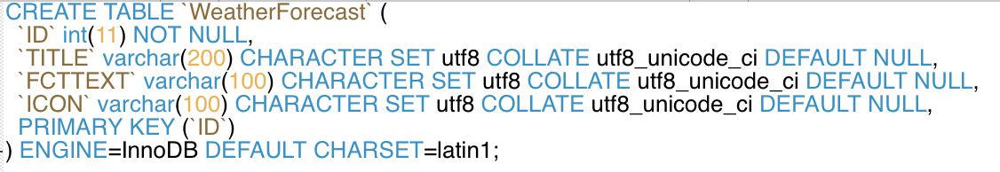 CREATE TABLE `WeatherForecast` (
`ID` int(11) NOT NULL,
`TITLE` varchar(200) CHARACTER SET utf8 COLLATE utf8_unicode_ci DEFAULT NULL,
`FCTTEXT` varchar(100) CHARACTER SET utf8 COLLATE utf8_unicode_ci DEFAULT NULL,
`ICON` varchar(100) CHARACTER SET utf8 COLLATE utf8_unicode_ci DEFAULT NULL,
PRIMARY KEY (`ID`)
) ENGINE=InnoDB DEFAULT CHARSET=latin1;